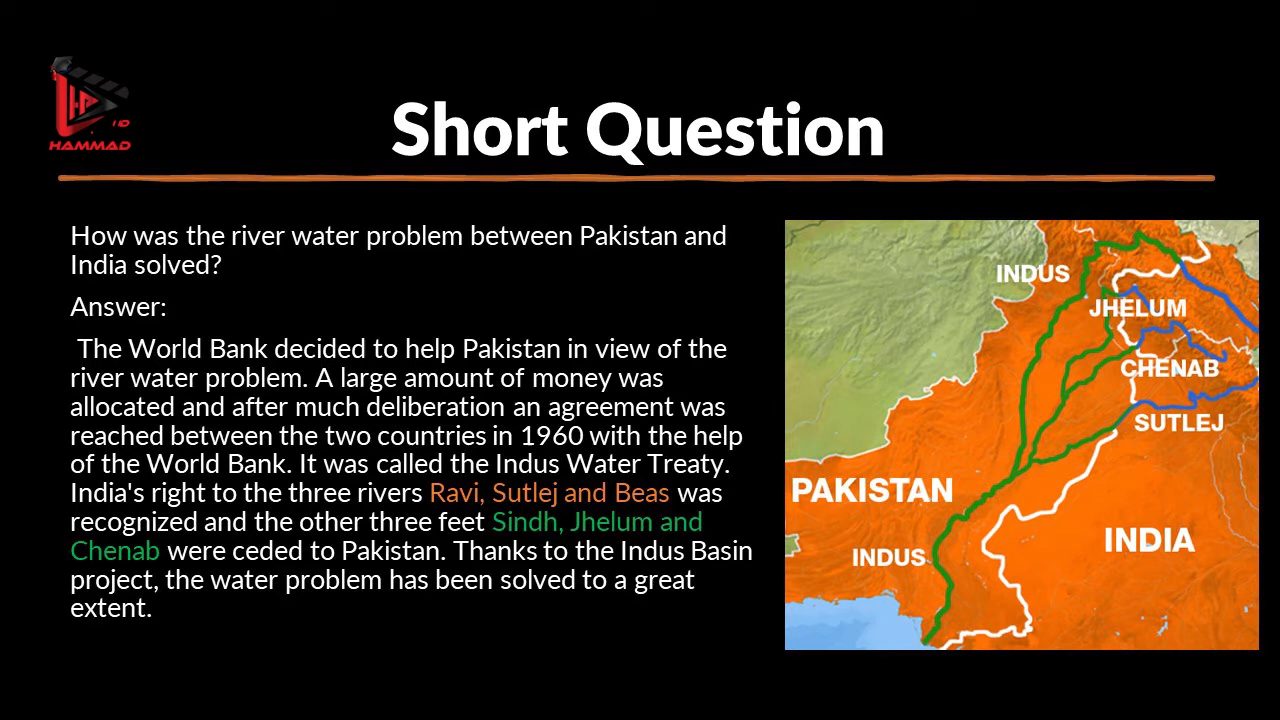 HAMMAD
Short Question
How was the river water problem between Pakistan and
India solved?
Answer:
The World Bank decided to help Pakistan in view of the
river water problem. A large amount of money was
allocated and after much deliberation an agreement was
reached between the two countries in 1960 with the help
of the World Bank. It was called the Indus Water Treaty.
India's right to the three rivers Ravi, Sutlej and Beas was
recognized and the other three feet Sindh, Jhelum and
Chenab were ceded to Pakistan. Thanks to the Indus Basin
project, the water problem has been solved to a great
extent.
INDUS
JHELUM
CHENAB
SUTLEJ
PAKISTAN
INDIA
INDUS